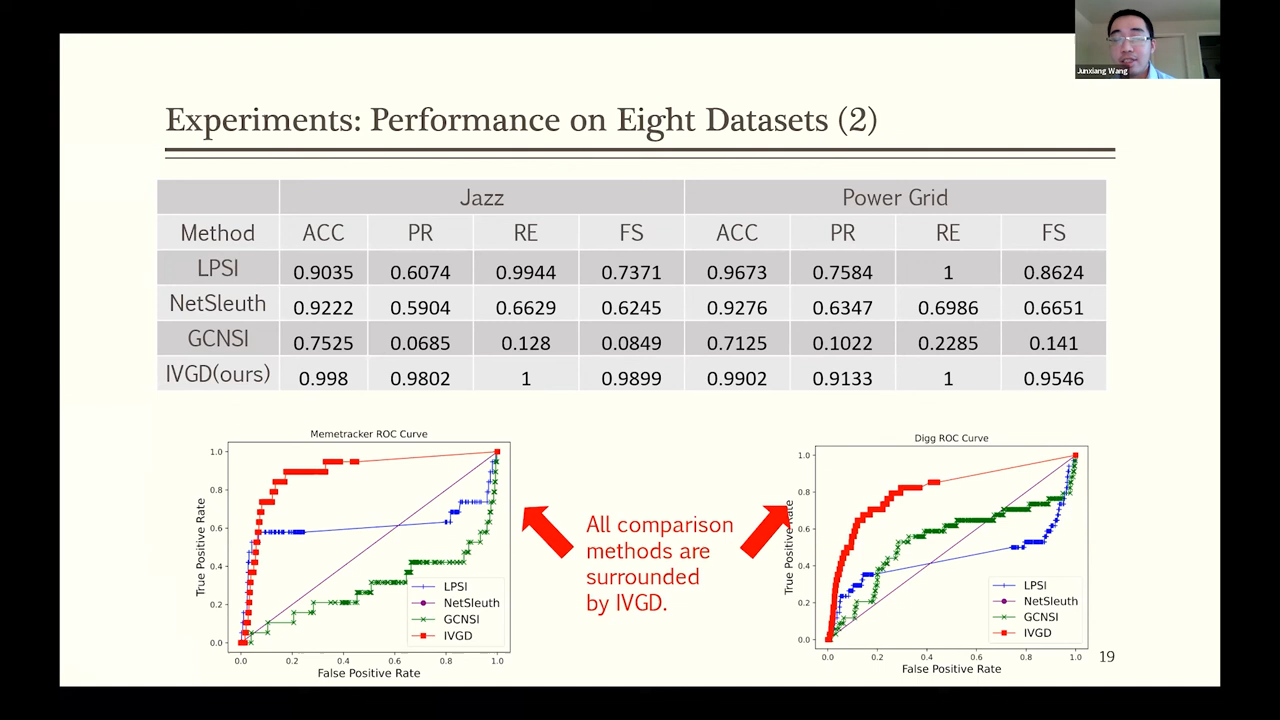 Junxiang Wang
Experiments: Performance on Eight Datasets (2)
Jazz Power Grid
Method ACC PR RE FS ACC PR RE FS
LPSI 0.9035 0.6074 0.9944 0.7371 0.9673 0.7584 1 0.8624
NetSleuth 0.9222 0.5904 0.6629 0.6245 0.9276 0.6347 0.6986 0.6651
GCNSI 0.7525 0.0685 0.128 0.0849 0.7125 0.1022 0.2285 0.141
IVGD(ours) 0.998 0.9802 1 0.9899 0.9902 0.9133 1 0.9546
Memetracker ROC Curve
True Positive Rate
1.0
0.8
0.6
0.4
0.2
0.0
LPSI
NetSleuth
GCNSI
IVGD
0.0 0.2 0.4 0.6 0.8 1.0
False Positive Rate
All comparison
methods are
surrounded
by IVGD.
Digg ROC Curve
True Positive Rate
1.0
0.8
0.6
0.4
0.2
0.0
LPSI
NetSleuth
GCNSI
IVGD
0.0 0.2 0.4 0.6 0.8 1.0
False Positive Rate
19